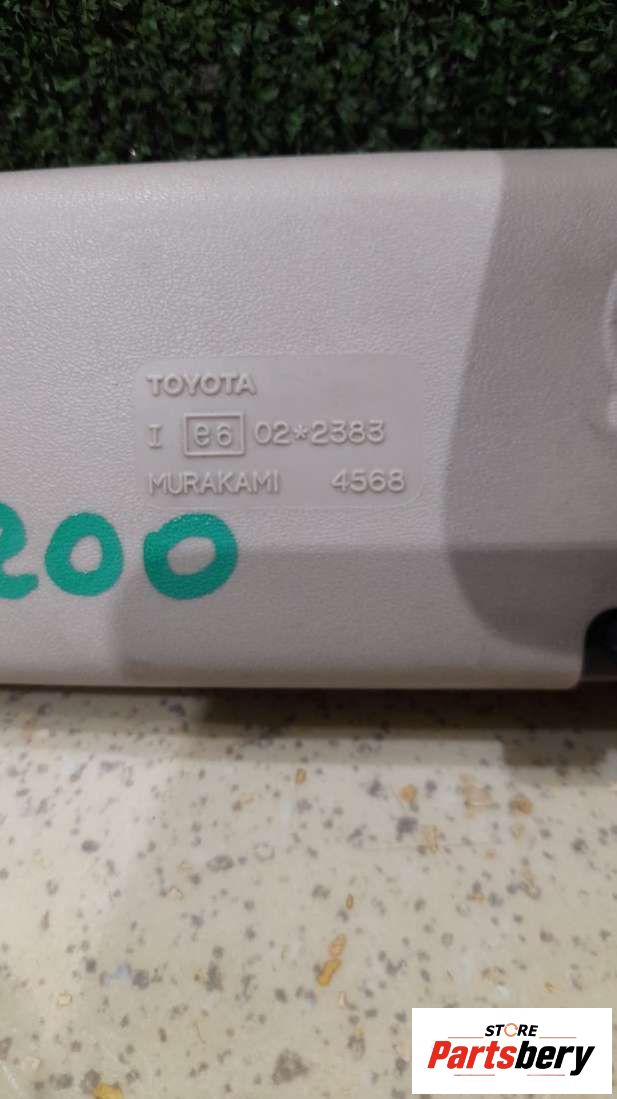 TOYOTA
I e6 02*2383
MURAKAMI 4568
200
STORE
Partsbery